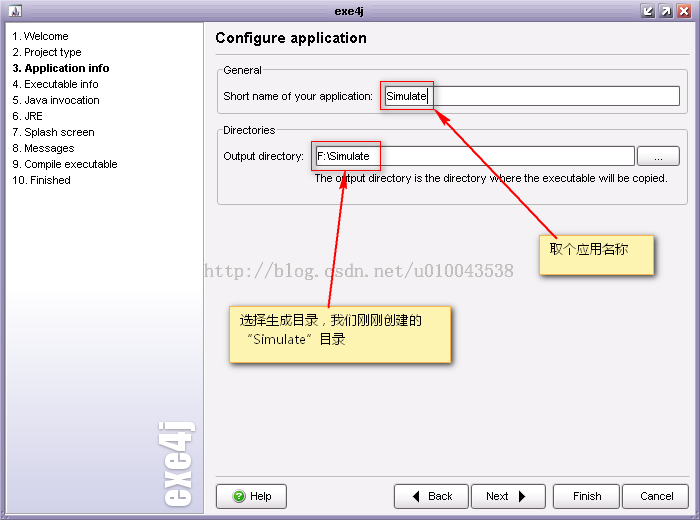 exe4j
1. Welcome
2. Project type
3. Application info
4. Executable info
5. Java invocation
6. JRE
7. Splash screen
8. Messages
9. Compile executable
10. Finished
exe4j
Configure application
General
Short name of your application: Simulate
Directories
Output directory: F:\Simulate ...
The output directory is the directory where the executable will be copied.
取个应用名称
http://blog.csdn.net/u010043538
选择生成目录，我们刚刚创建的
“Simulate”目录
Help Back Next Finish Cancel